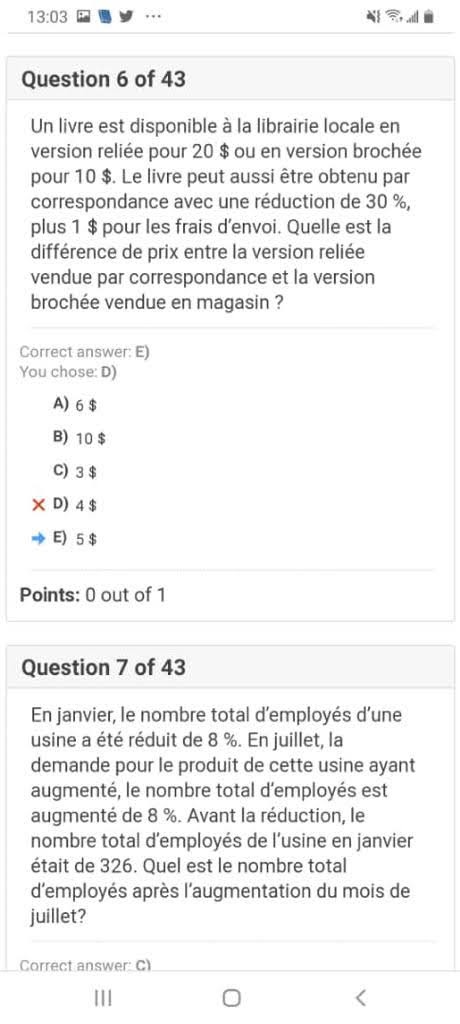 13:03
Question 6 of 43
Un livre est disponible à la librairie locale en
version reliée pour 20 $ ou en version brochée
pour 10 $. Le livre peut aussi être obtenu par
correspondance avec une réduction de 30 %,
plus 1 $ pour les frais d'envoi. Quelle est la
différence de prix entre la version reliée
vendue par correspondance et la version
brochée vendue en magasin ?
Correct answer: E)
You chose: D)
A) 6 $
B) 10 $
C) 3 $
D) 4 $
E) 5 $
Points: 0 out of 1
Question 7 of 43
En janvier, le nombre total d'employés d'une
usine a été réduit de 8 %. En juillet, la
demande pour le produit de cette usine ayant
augmenté, le nombre total d'employés est
augmenté de 8 %. Avant la réduction, le
nombre total d'employés de l'usine en janvier
était de 326. Quel est le nombre total
d'employés après l'augmentation du mois de
juillet?
Correct answer: C)